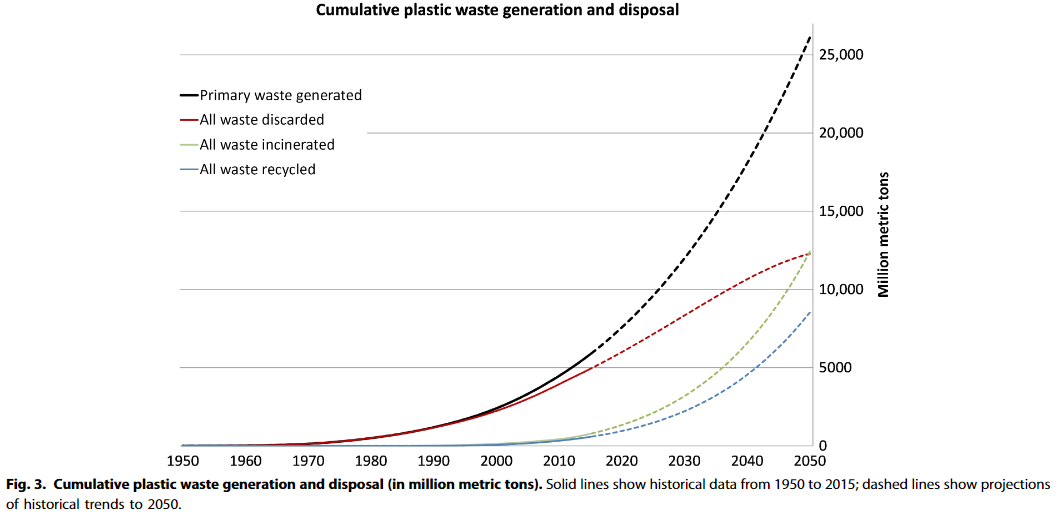 Cumulative plastic waste generation and disposal
25,000
Primary waste generated
All waste discarded
20,000
All waste incinerated
All waste recycled
15,000
Million metric tons
10,000
5000
0
1950 1960 1970 1980 1990 2000 2010 2020 2030 2040 2050
Fig. 3. Cumulative plastic waste generation and disposal (in million metric tons). Solid lines show historical data from 1950 to 2015; dashed lines show projections
of historical trends to 2050.